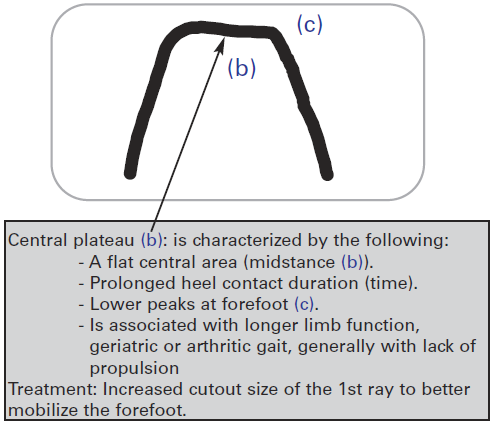 (c)
(b)
Central plateau (b): is characterized by the following:
- A flat central area (midstance (b)).
- Prolonged heel contact duration (time).
- Lower peaks at forefoot (c).
- Is associated with longer limb function,
geriatric or arthritic gait, generally with lack of
propulsion
Treatment: Increased cutout size of the 1st ray to better
mobilize the forefoot.